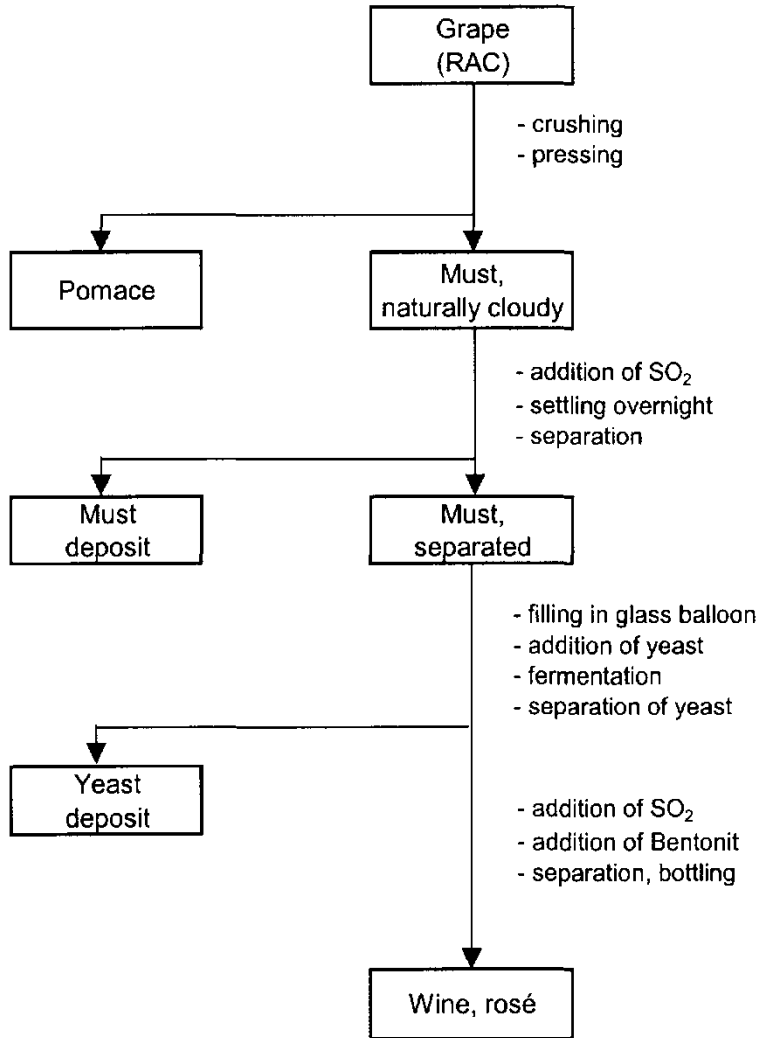 Grape
(RAC)
- crushing
- pressing
Pomace
Must,
naturally cloudy
- addition of SO₂
- settling overnight
- separation
Must
deposit
Must,
separated
- filling in glass balloon
- addition of yeast
- fermentation
- separation of yeast
Yeast
deposit
- addition of SO₂
- addition of Bentonit
- separation, bottling
Wine, rosé